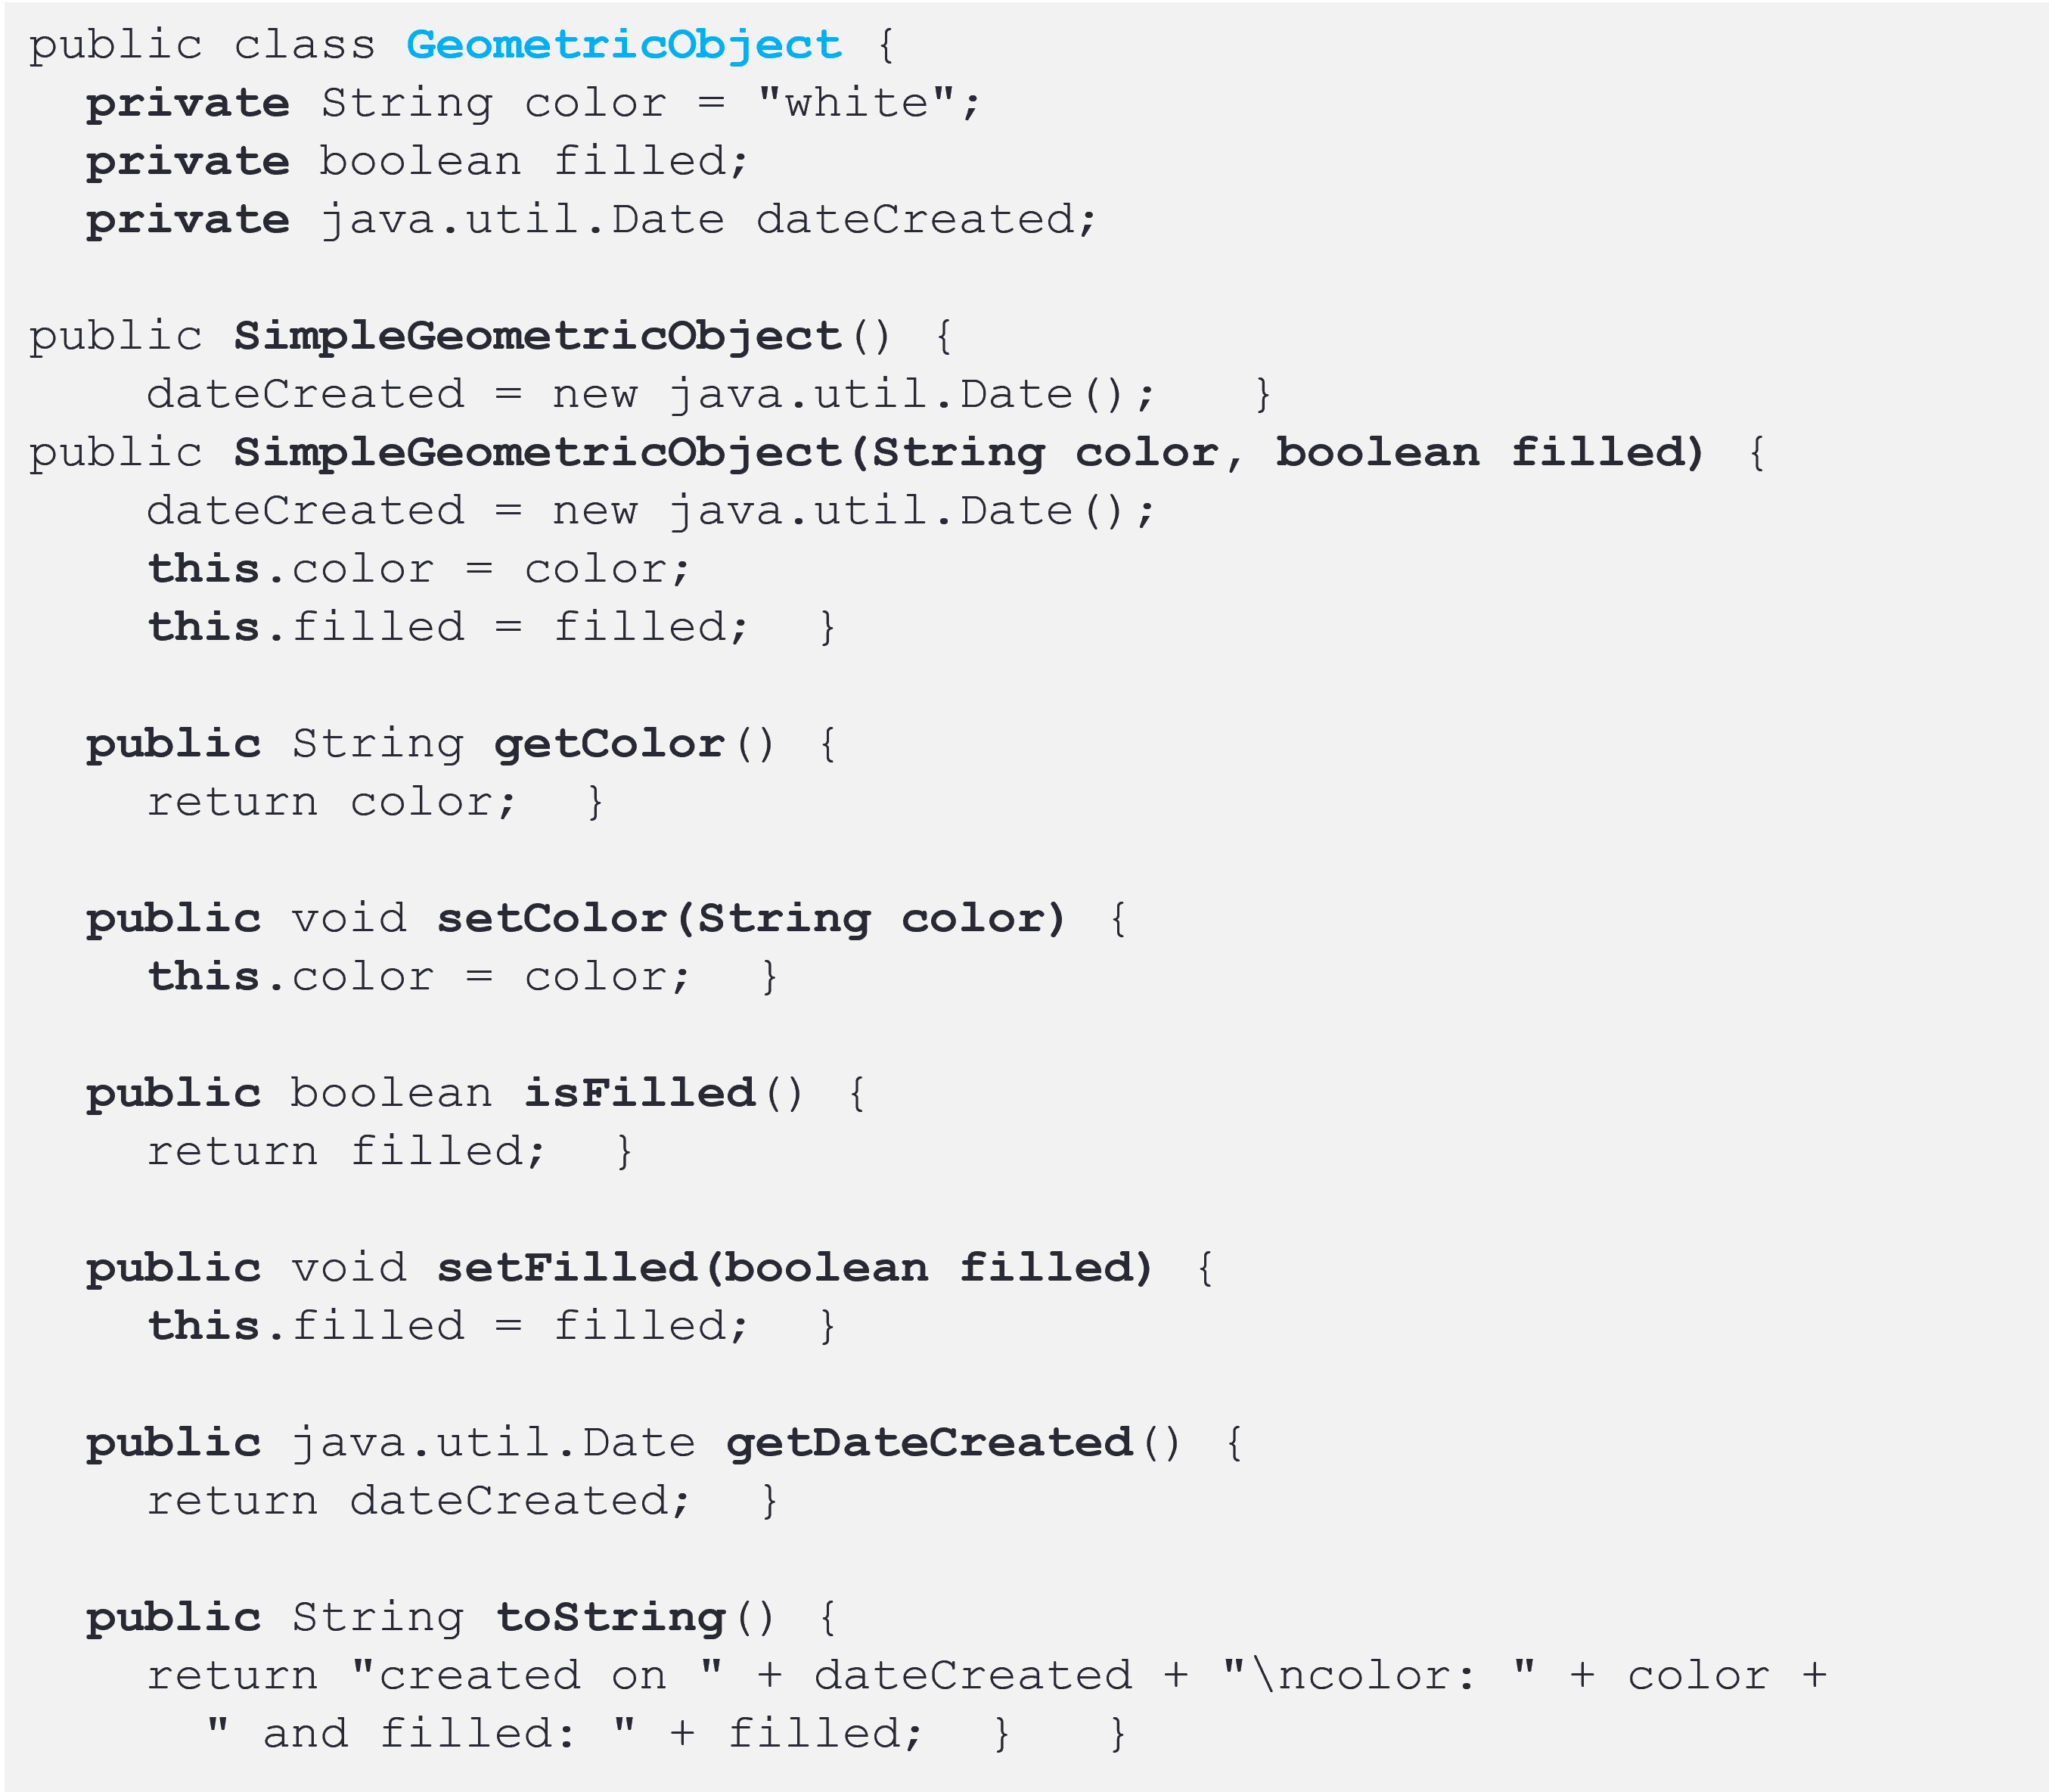 public class GeometricObject {
  private String color = "white";
  private boolean filled;
  private java.util.Date dateCreated;

public SimpleGeometricObject() {
    dateCreated = new java.util.Date();   }
public SimpleGeometricObject(String color, boolean filled) {
    dateCreated = new java.util.Date();
    this.color = color;
    this.filled = filled;  }

  public String getColor() {
    return color;  }

  public void setColor(String color) {
    this.color = color;  }

  public boolean isFilled() {
    return filled;  }

  public void setFilled(boolean filled) {
    this.filled = filled;  }

  public java.util.Date getDateCreated() {
    return dateCreated;  }

  public String toString() {
    return "created on " + dateCreated + "\ncolor: " + color +
      " and filled: " + filled;  }   }